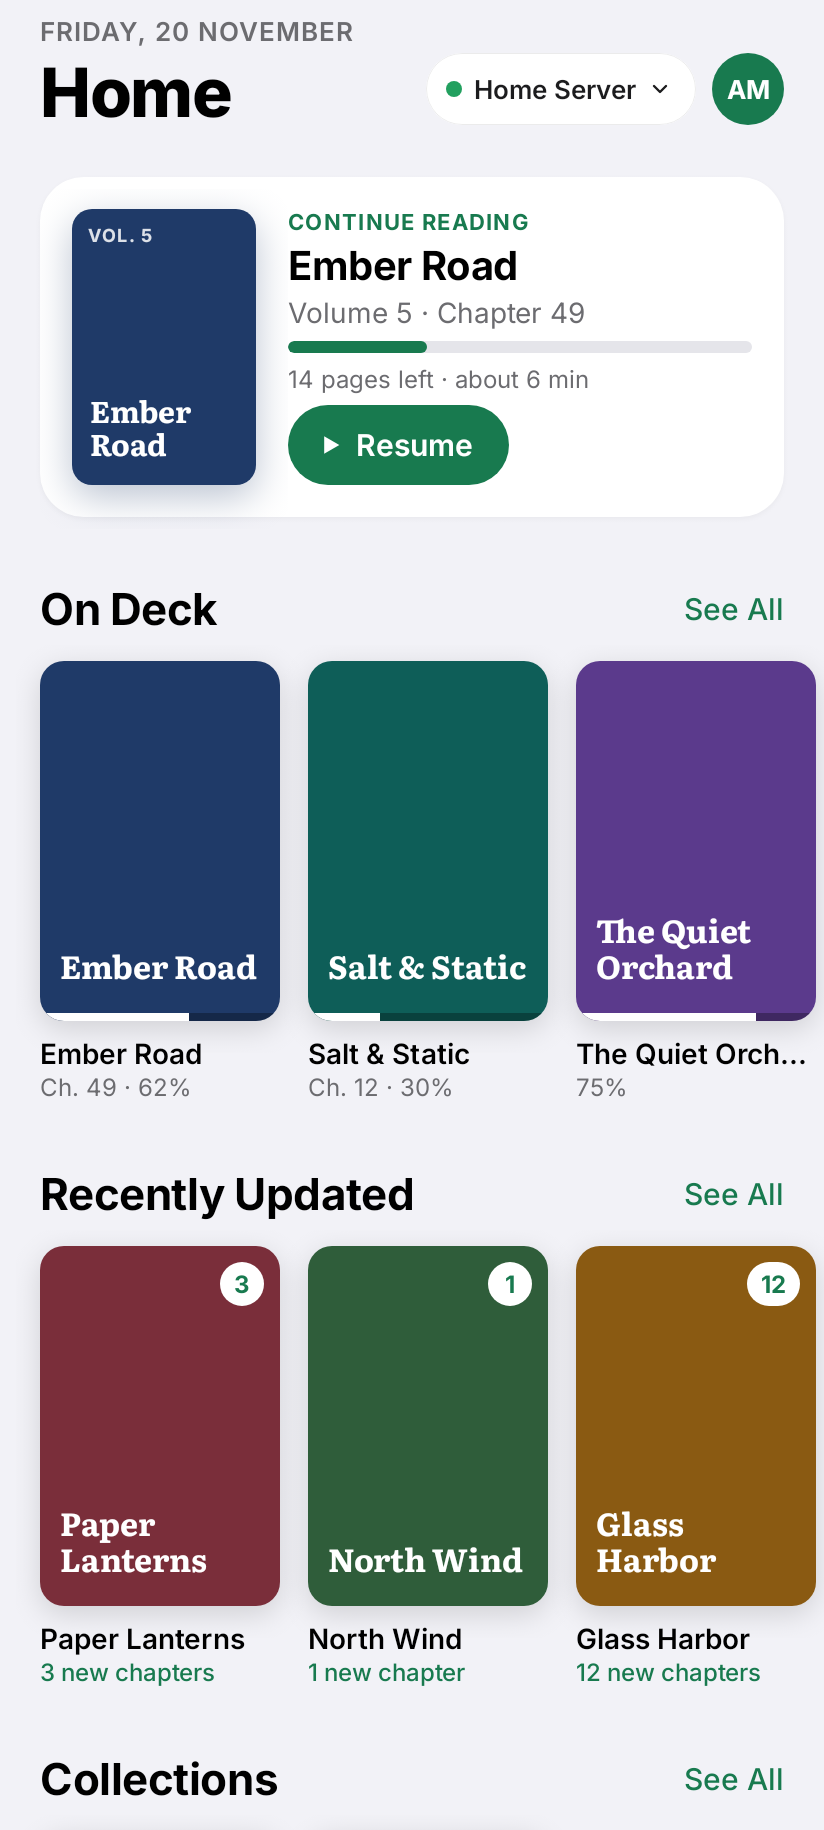 FRIDAY, 20 NOVEMBER
Home
Home Server
AM
VOL. 5
Ember
Road
CONTINUE READING
Ember Road
Volume 5 · Chapter 49
14 pages left · about 6 min
Resume
On Deck
See All
Ember Road
Salt & Static
The Quiet
Orchard
Ember Road
Ch. 49 · 62%
Salt & Static
Ch. 12 · 30%
The Quiet Orch...
75%
Recently Updated
See All
3
Paper
Lanterns
1
North Wind
12
Glass
Harbor
Paper Lanterns
3 new chapters
North Wind
1 new chapter
Glass Harbor
12 new chapters
Collections
See All